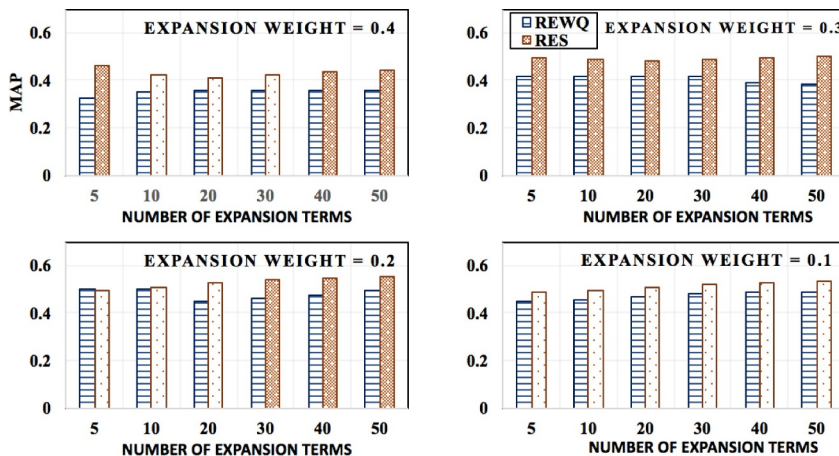 EXPANSION WEIGHT = 0.4
MAP
0.6
0.4
0.2
0
5 10 20 30 40 50
NUMBER OF EXPANSION TERMS
REWQ
RES
EXPANSION WEIGHT = 0.3
0.6
0.4
0.2
0
5 10 20 30 40 50
NUMBER OF EXPANSION TERMS
EXPANSION WEIGHT = 0.2
0.6
0.4
0.2
0
5 10 20 30 40 50
NUMBER OF EXPANSION TERMS
EXPANSION WEIGHT = 0.1
0.6
0.4
0.2
0
5 10 20 30 40 50
NUMBER OF EXPANSION TERMS